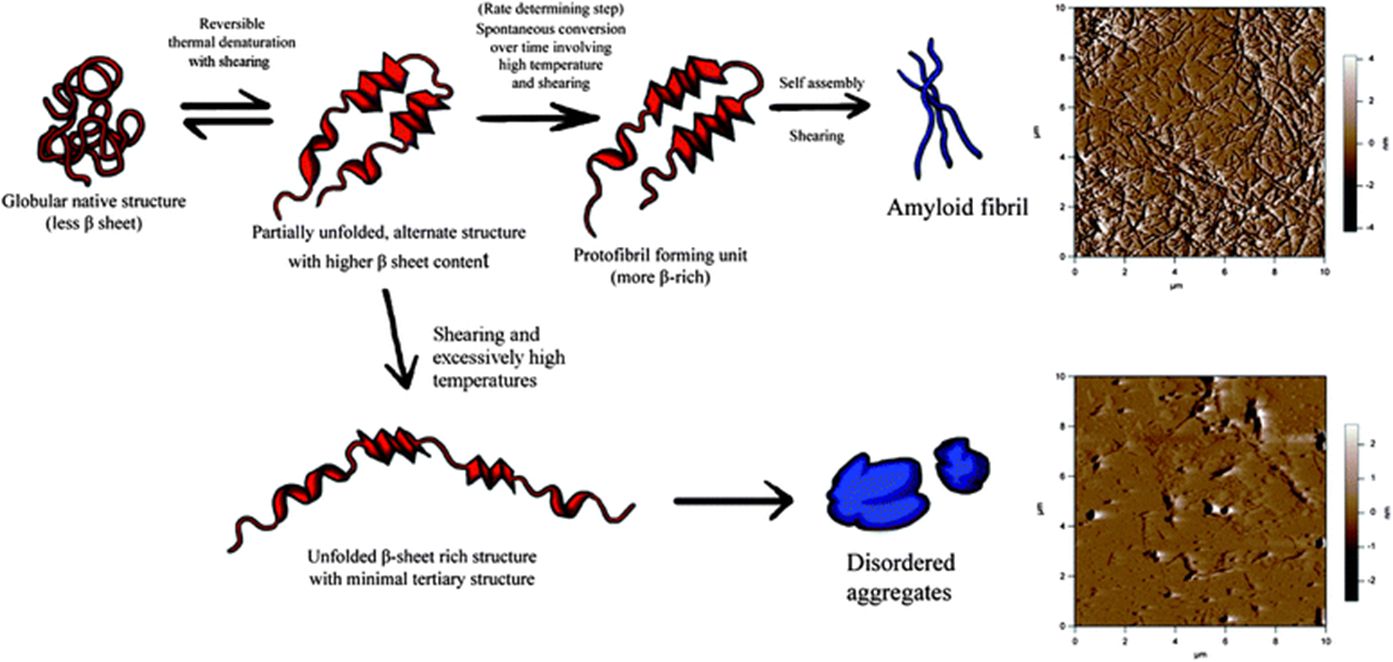 Reversible
thermal denaturation
with shearing
(Rate determining step)
Spontaneous conversion
over time involving
high temperature
and shearing
Self assembly
Shearing
Globular native structure
(less β sheet)
Partially unfolded, alternate structure
with higher β sheet content
Protofibril forming unit
(more β-rich)
Amyloid fibril
10
8
6
4
2
0
μm
0
2
4
6
8
10
μm
4
2
0
-2
-4
nm
Shearing and
excessively high
temperatures
Unfolded β-sheet rich structure
with minimal tertiary structure
Disordered
aggregates
10
8
6
4
2
0
μm
0
2
4
6
8
10
μm
2
1
0
-1
-2
nm